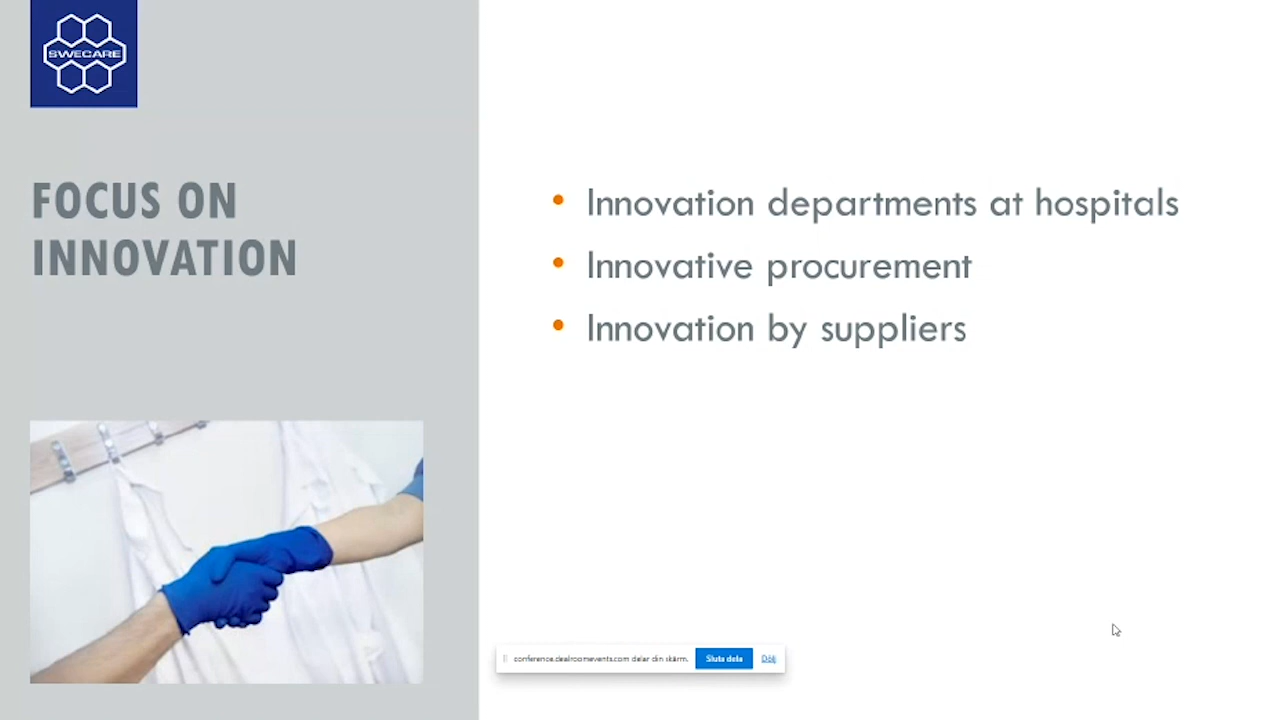 SWECARE
FOCUS ON
INNOVATION
• Innovation departments at hospitals
• Innovative procurement
• Innovation by suppliers
conference.dealroomevents.com delar din skärm.
Sluta dela
Dölj